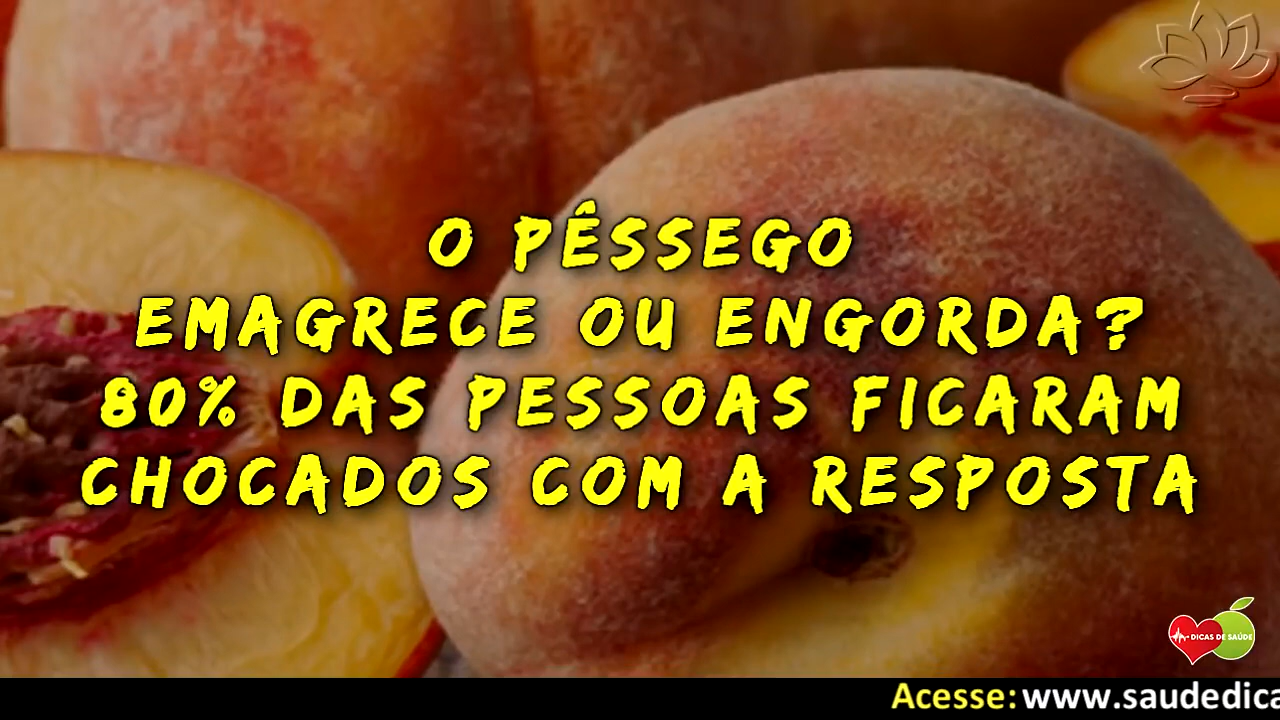 O PÊSSEGO
EMAGRECE OU ENGORDA?
80% DAS PESSOAS FICARAM
CHOCADOS COM A RESPOSTA
DICAS DE SAÚDE
Acesse: www.saudedica